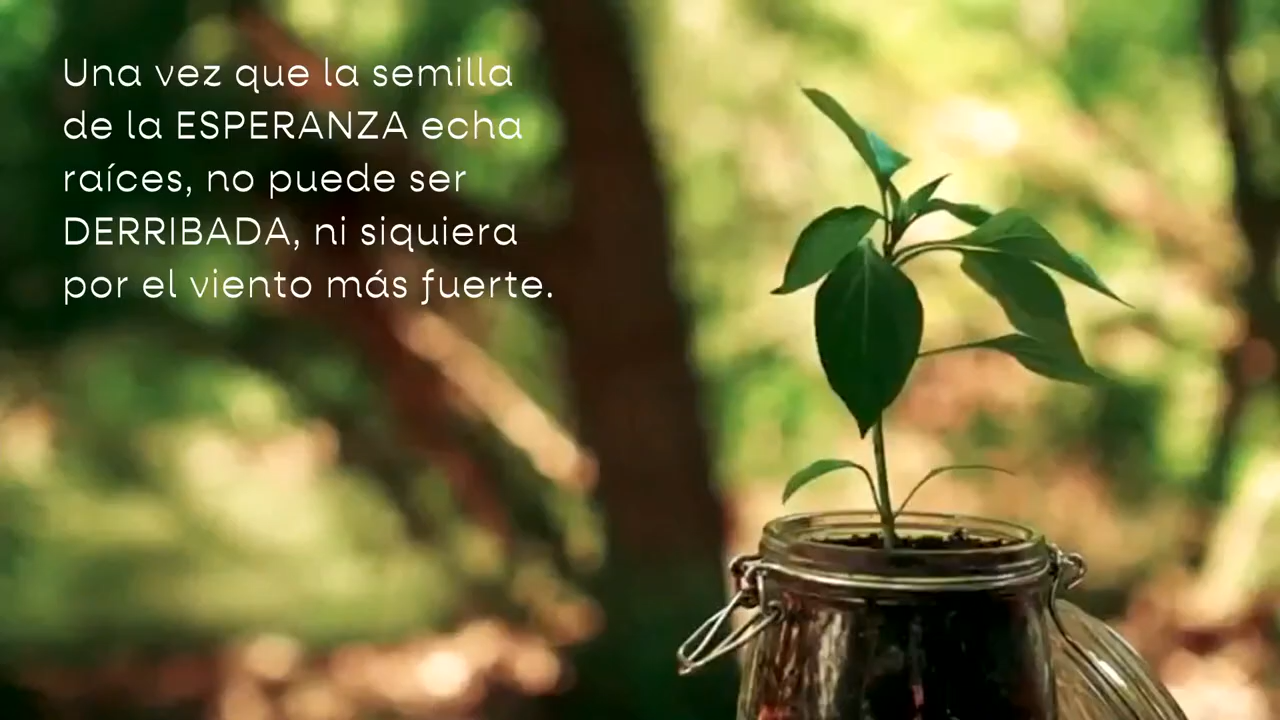 Una vez que la semilla
de la ESPERANZA echa
raíces, no puede ser
DERRIBADA, ni siquiera
por el viento más fuerte.